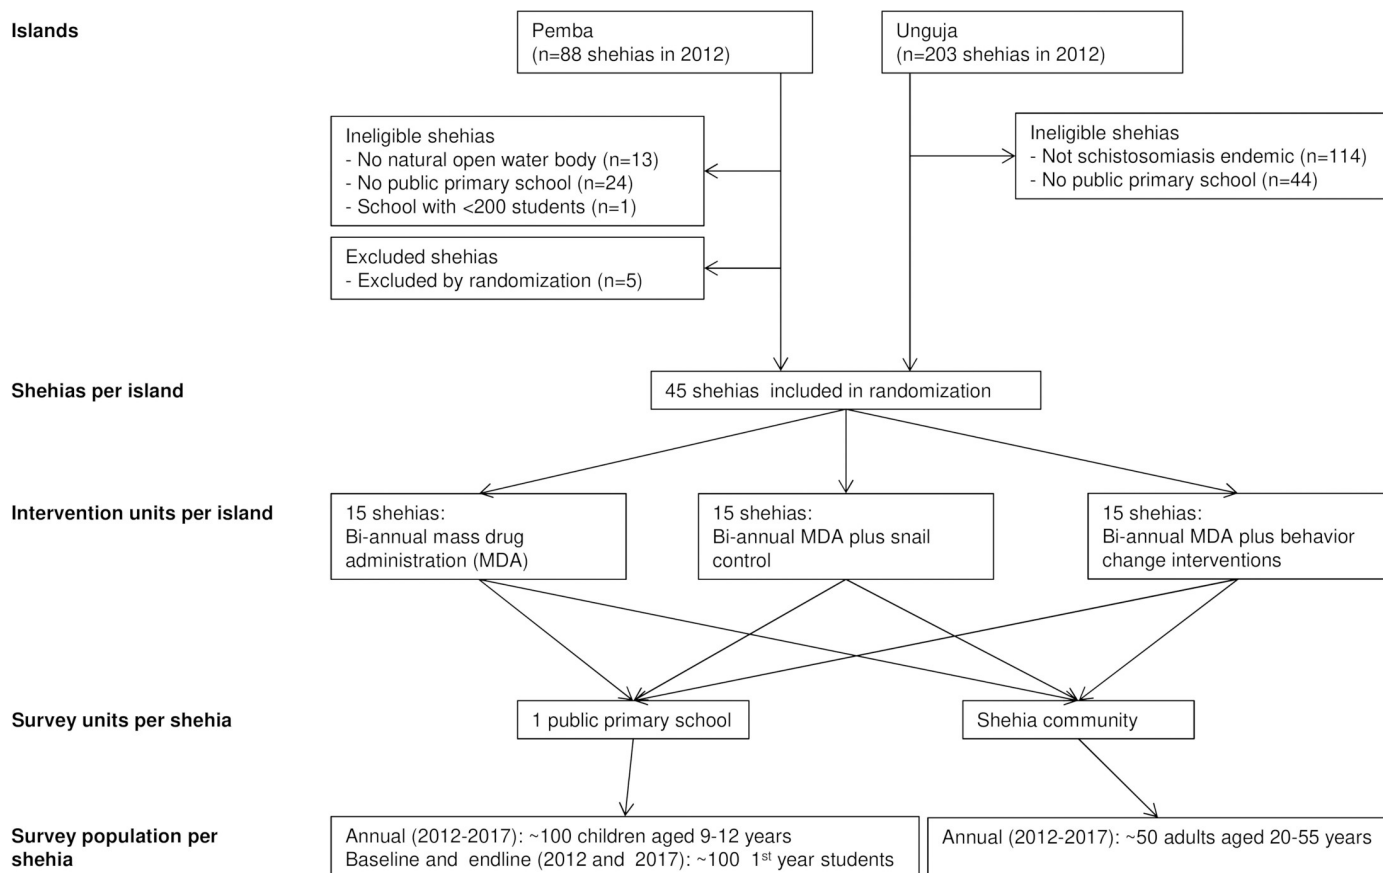 Islands
Pemba
(n=88 shehias in 2012)
Unguja
(n=203 shehias in 2012)
Ineligible shehias
- No natural open water body (n=13)
- No public primary school (n=24)
- School with <200 students (n=1)
Ineligible shehias
- Not schistosomiasis endemic (n=114)
- No public primary school (n=44)
Excluded shehias
- Excluded by randomization (n=5)
Shehias per island
45 shehias included in randomization
Intervention units per island
15 shehias:
Bi-annual mass drug
administration (MDA)
15 shehias:
Bi-annual MDA plus snail
control
15 shehias:
Bi-annual MDA plus behavior
change interventions
Survey units per shehia
1 public primary school
Shehia community
Survey population per
shehia
Annual (2012-2017): ~100 children aged 9-12 years
Baseline and endline (2012 and 2017): ~100 1st year students
Annual (2012-2017): ~50 adults aged 20-55 years